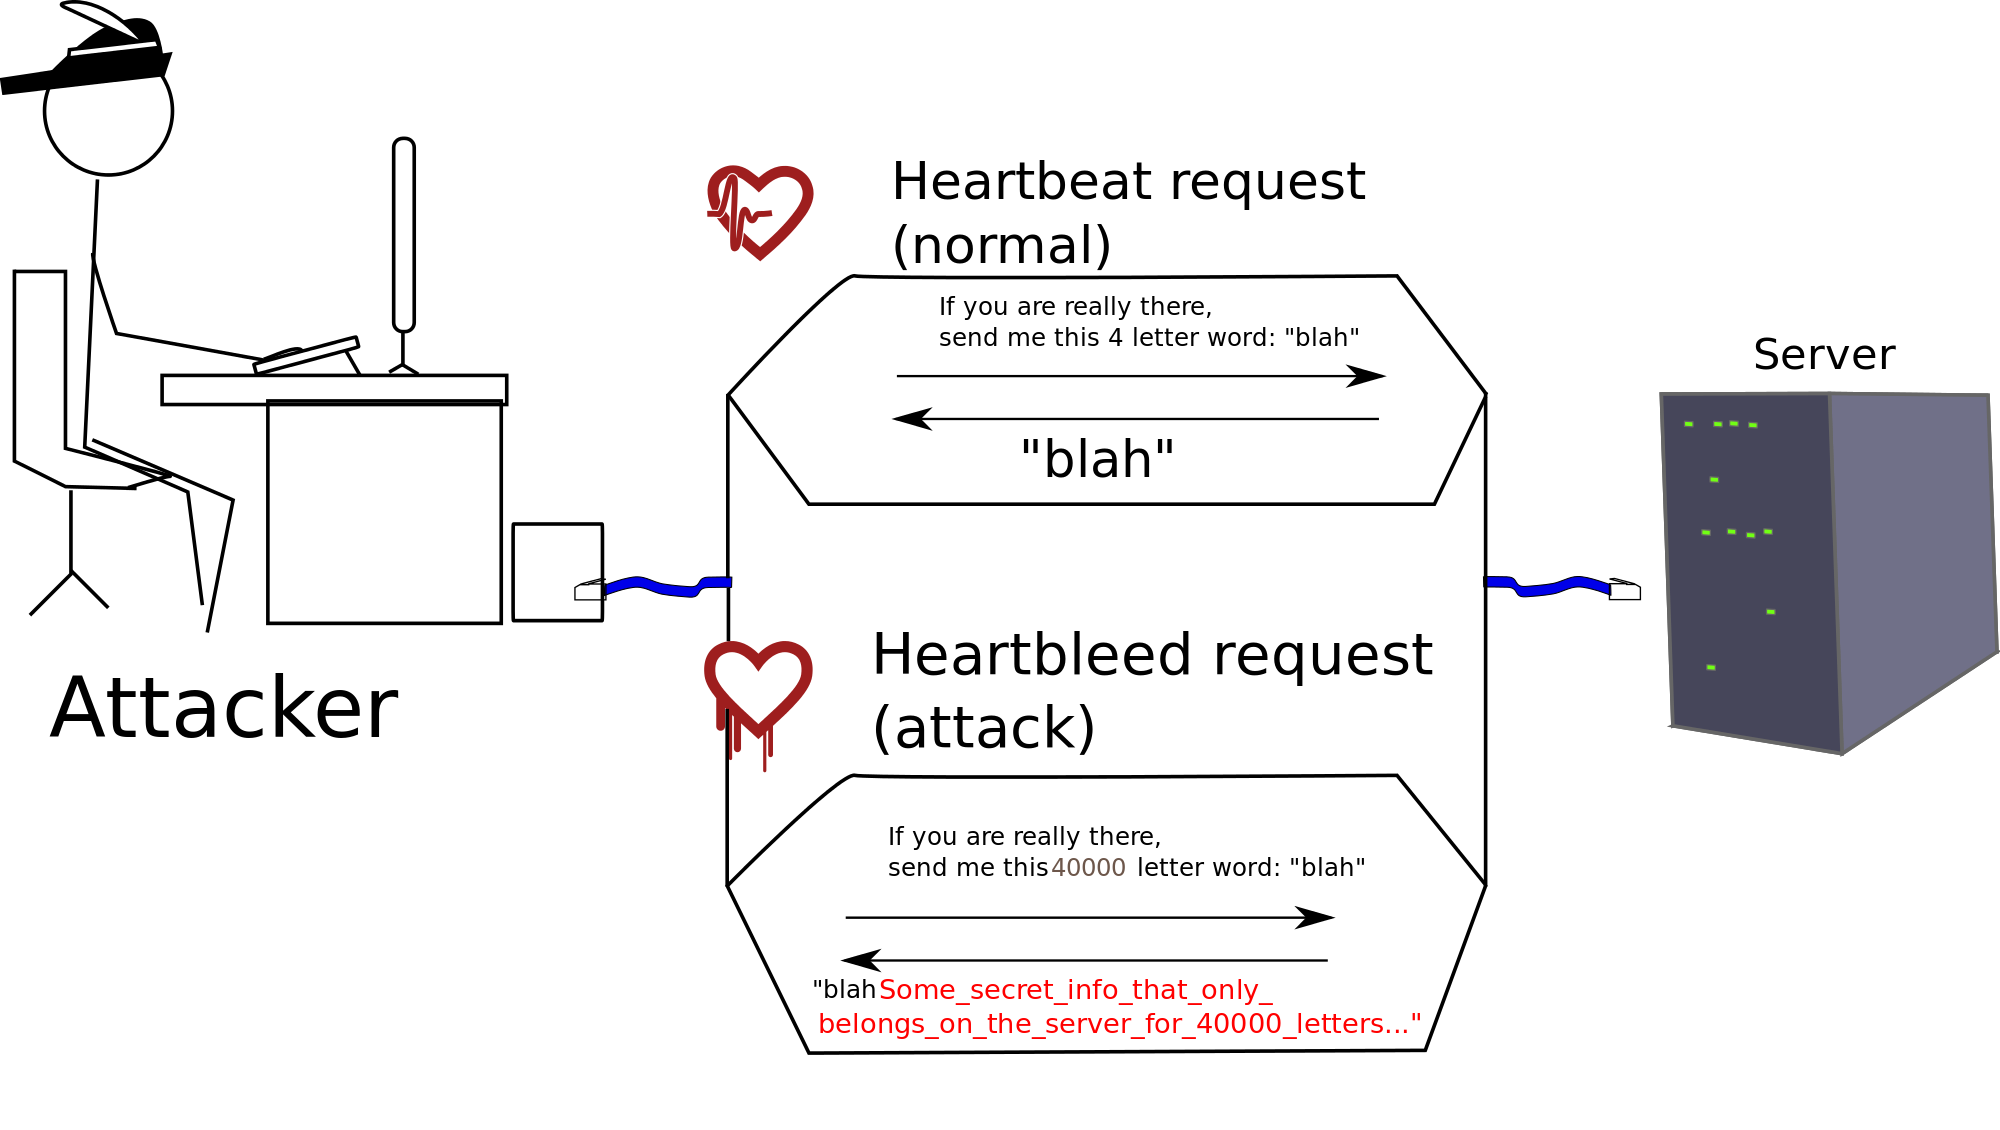 Heartbeat request
(normal)
If you are really there,
send me this 4 letter word: "blah"
"blah"
Server
Attacker
Heartbleed request
(attack)
If you are really there,
send me this 40000 letter word: "blah"
"blah Some_secret_info_that_only_
belongs_on_the_server_for_40000_letters..."